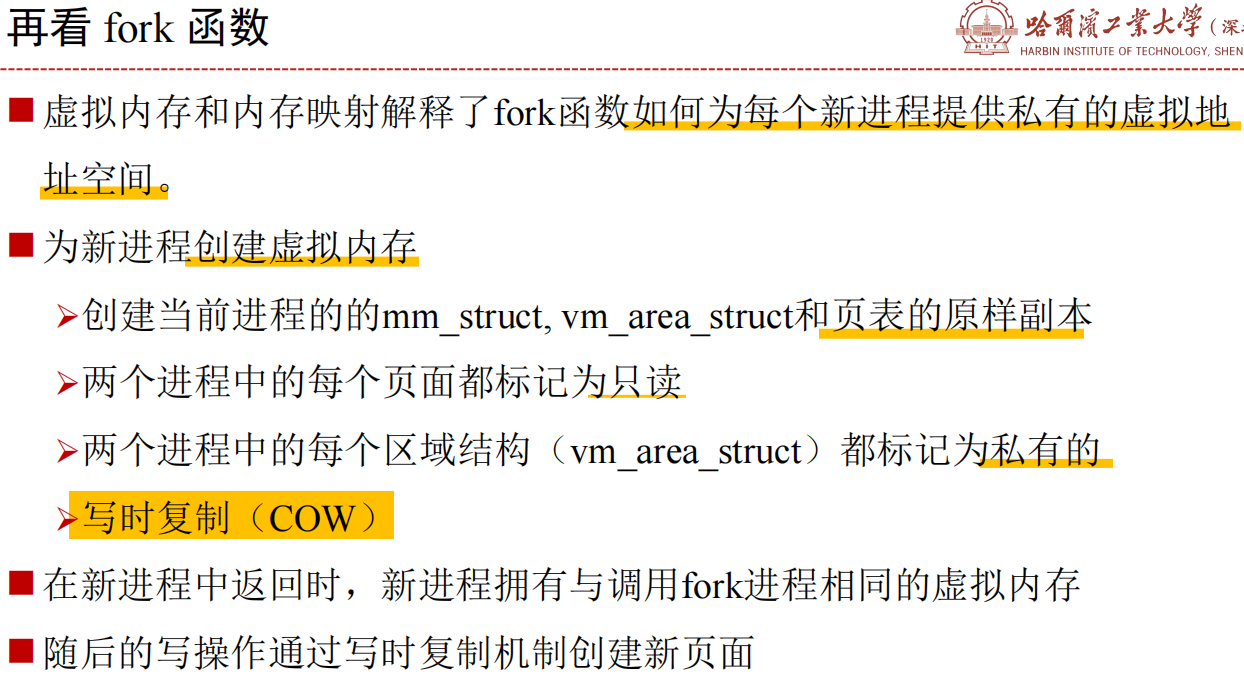 再看 fork 函数
哈爾濱工業大學(深
1920
HIT
HARBIN INSTITUTE OF TECHNOLOGY, SHEN
虚拟内存和内存映射解释了fork函数如何为每个新进程提供私有的虚拟地
址空间。
为新进程创建虚拟内存
创建当前进程的的mm_struct, vm_area_struct和页表的原样副本
两个进程中的每个页面都标记为只读
两个进程中的每个区域结构（vm_area_struct）都标记为私有的
写时复制（COW）
在新进程中返回时，新进程拥有与调用fork进程相同的虚拟内存
随后的写操作通过写时复制机制创建新页面